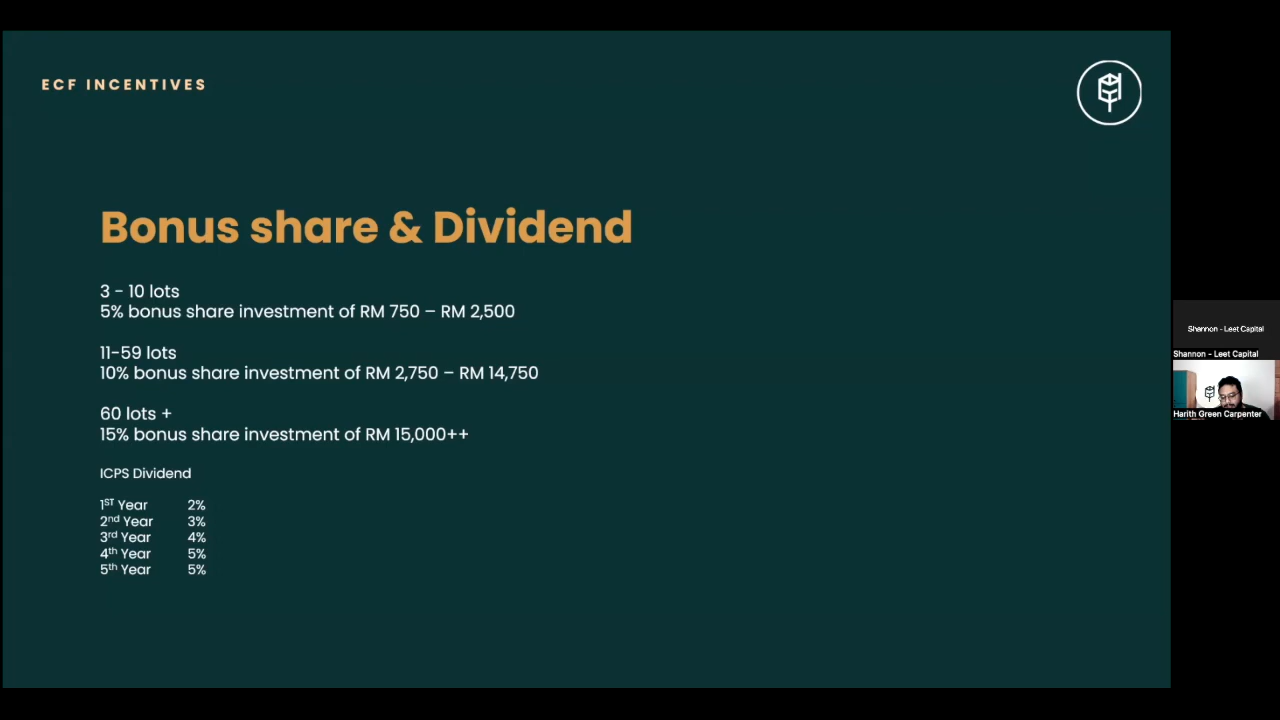 ECF INCENTIVES
Bonus share & Dividend
3 - 10 lots
5% bonus share investment of RM 750 – RM 2,500
11-59 lots
10% bonus share investment of RM 2,750 – RM 14,750
60 lots +
15% bonus share investment of RM 15,000++
ICPS Dividend
1ST Year 2%
2nd Year 3%
3rd Year 4%
4th Year 5%
5th Year 5%
Shannon - Leet Capital
Shannon - Leet Capital
Harith Green Carpenter